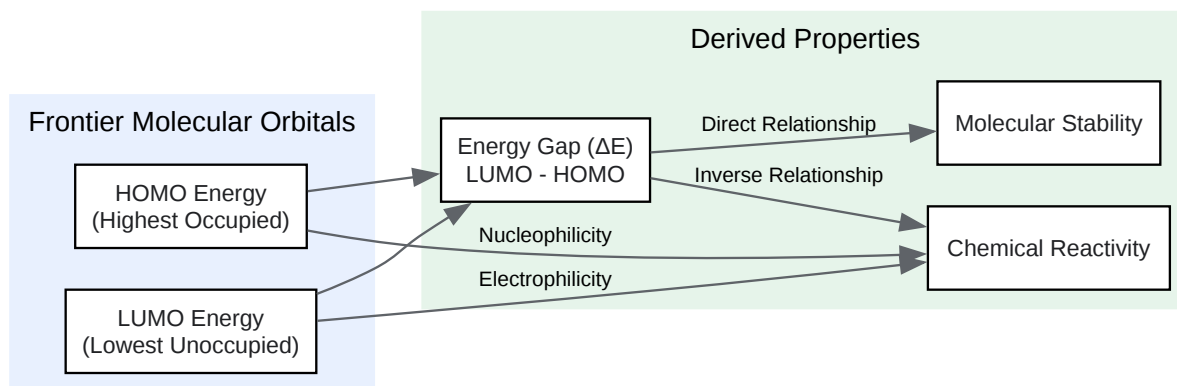 Derived Properties
Frontier Molecular Orbitals
HOMO Energy
(Highest Occupied)
LUMO Energy
(Lowest Unoccupied)
Energy Gap (ΔE)
LUMO - HOMO
Direct Relationship
Inverse Relationship
Nucleophilicity
Electrophilicity
Molecular Stability
Chemical Reactivity